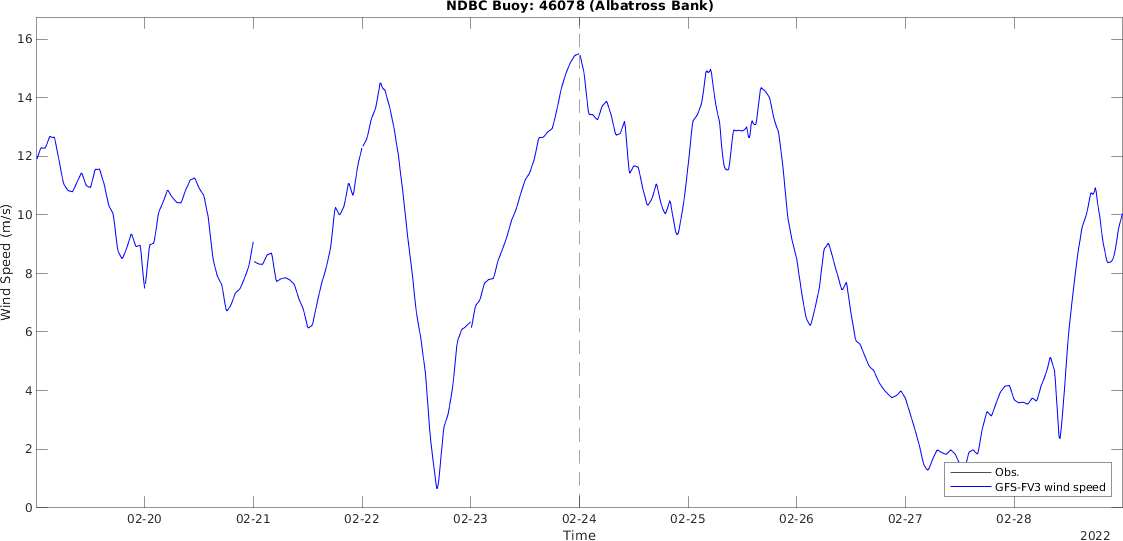 NDBC Buoy: 46078 (Albatross Bank)
16
14
12
10
8
6
4
2
0
Wind Speed (m/s)
Obs.
GFS-FV3 wind speed
02-20 02-21 02-22 02-23 02-24 02-25 02-26 02-27 02-28
Time
2022